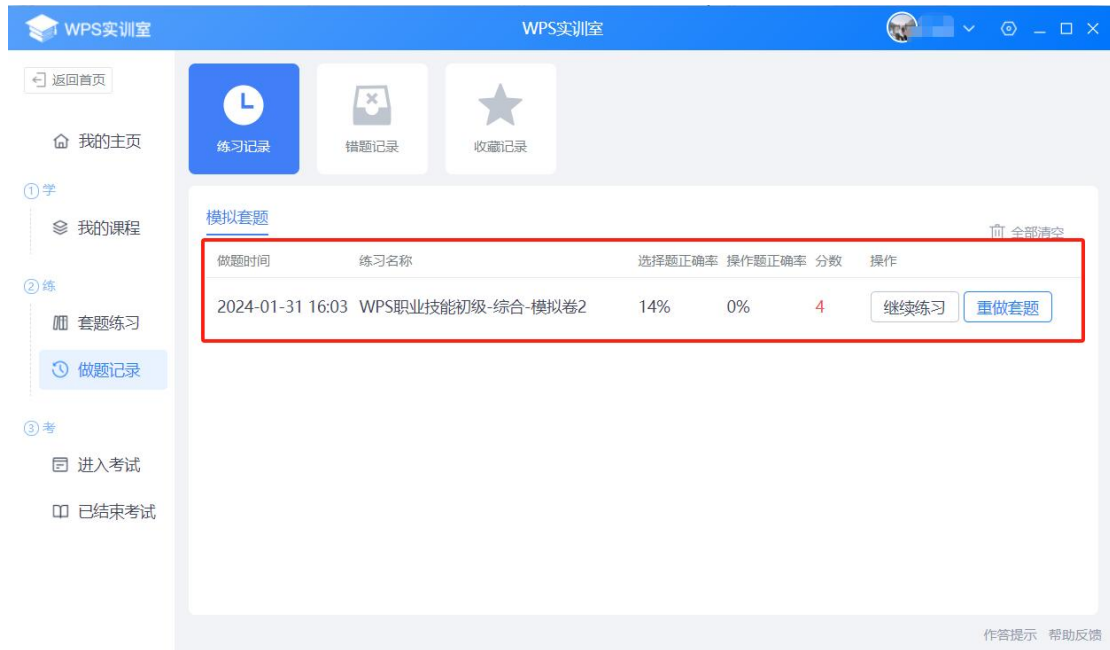 WPS实训室
WPS实训室
返回首页
我的主页
①学
我的课程
②练
套题练习
做题记录
③考
进入考试
已结束考试
练习记录
错题记录
收藏记录
模拟套题
全部清空
做题时间 练习名称 选择题正确率 操作题正确率 分数 操作
2024-01-31 16:03 WPS职业技能初级-综合-模拟卷2 14% 0% 4 继续练习 重做套题
作答提示 帮助反馈